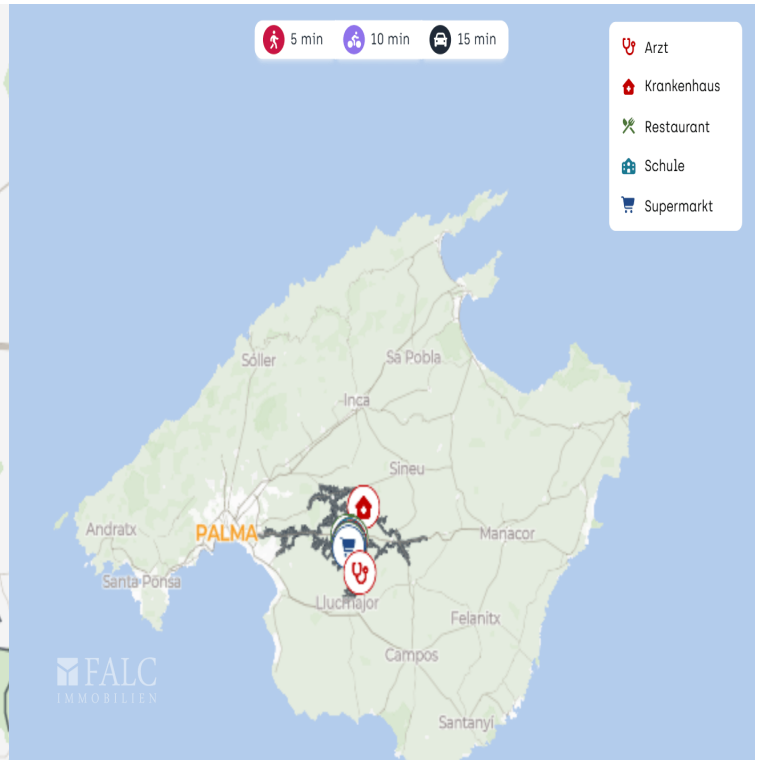 5 min 10 min 15 min
Arzt
Krankenhaus
Restaurant
Schule
Supermarkt
Sóller
Sa Pobla
Inca
Sineu
Andratx
PALMA
Manacor
Santa Ponsa
Llucmajor
Felanitx
Campos
FALC
IMMOBILIEN
Santanyí